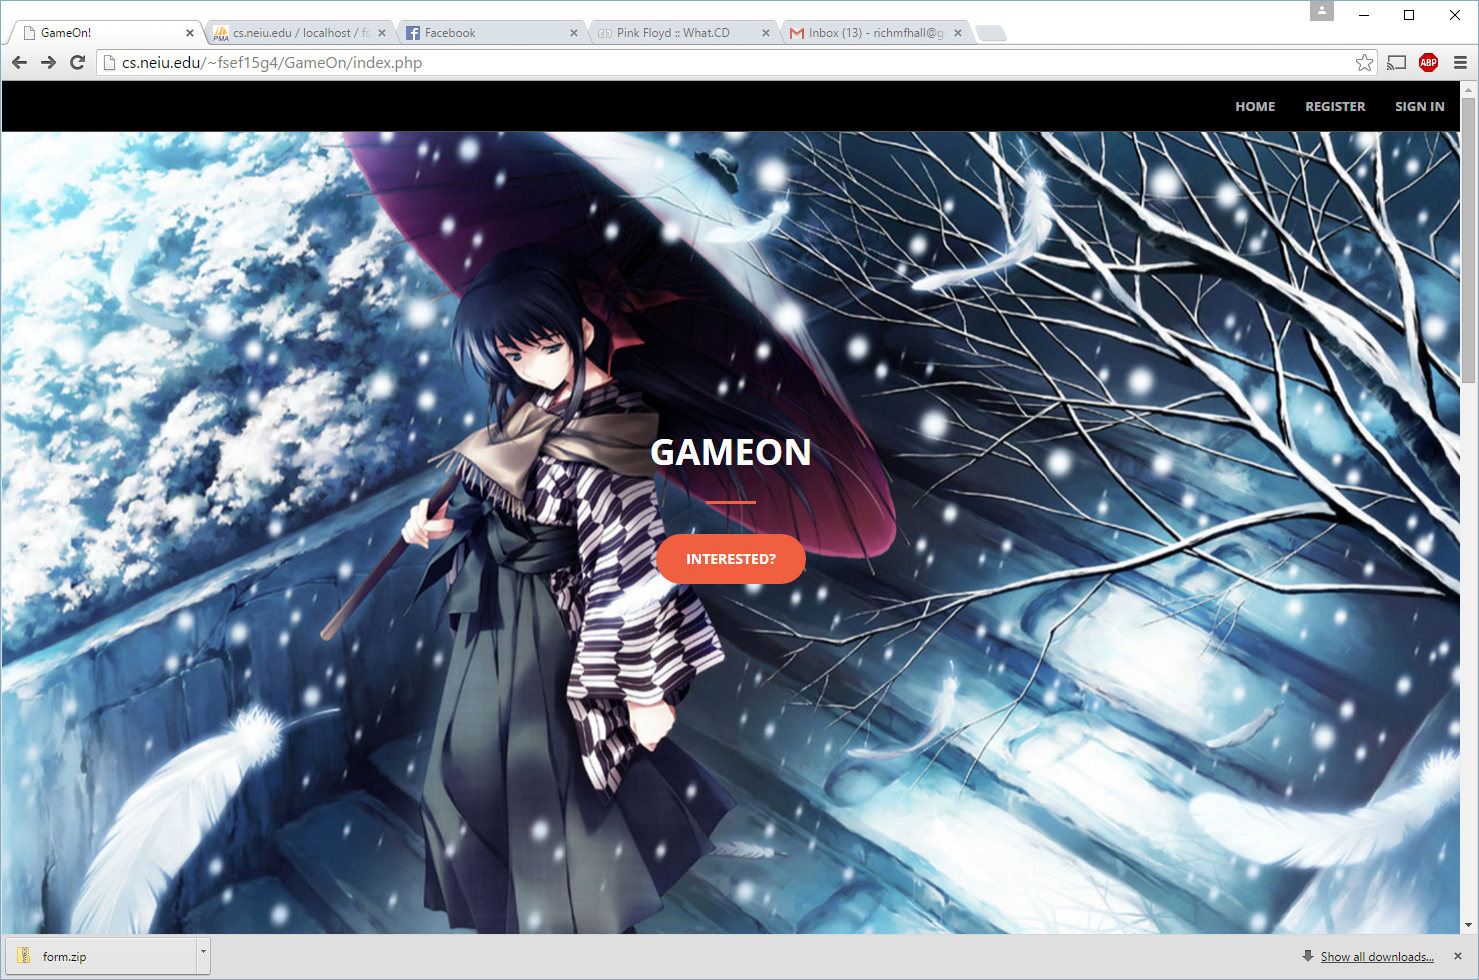 GameOn!
cs.neiu.edu / localhost / fs
Facebook
Pink Floyd :: What.CD
Inbox (13) - richmfhall@g
cs.neiu.edu/~fsef15g4/GameOn/index.php
ABP
HOME REGISTER SIGN IN
GAMEON
INTERESTED?
form.zip
Show all downloads...